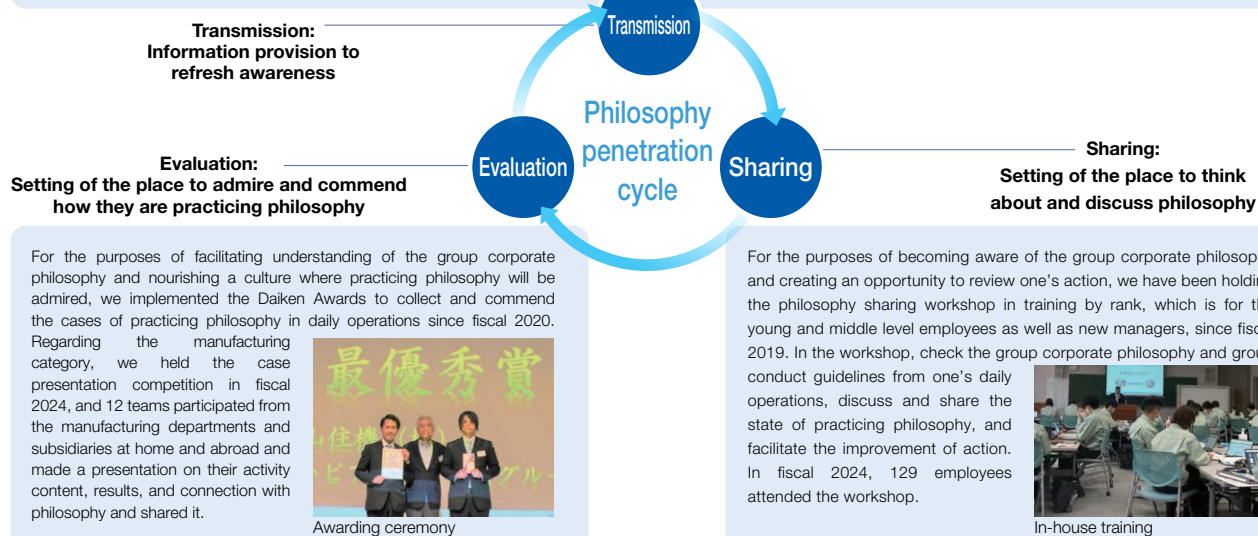 Transmission:
Information provision to
refresh awareness
Transmission
Philosophy
penetration
cycle
Evaluation
Sharing
Evaluation:
Setting of the place to admire and commend
how they are practicing philosophy
Sharing:
Setting of the place to think
about and discuss philosophy
For the purposes of facilitating understanding of the group corporate
philosophy and nourishing a culture where practicing philosophy will be
admired, we implemented the Daiken Awards to collect and commend
the cases of practicing philosophy in daily operations since fiscal 2020.
Regarding the manufacturing
category, we held the case
presentation competition in fiscal
2024, and 12 teams participated from
the manufacturing departments and
subsidiaries at home and abroad and
made a presentation on their activity
content, results, and connection with
philosophy and shared it.
最優秀賞
山住機
Awarding ceremony
For the purposes of becoming aware of the group corporate
and creating an opportunity to review one's action, we have been
the philosophy sharing workshop in training by rank, which is for
young and middle level employees as well as new managers, since
2019. In the workshop, check the group corporate philosophy and
conduct guidelines from one's daily
operations, discuss and share the
state of practicing philosophy, and
facilitate the improvement of action.
In fiscal 2024, 129 employees
attended the workshop.
In-house training